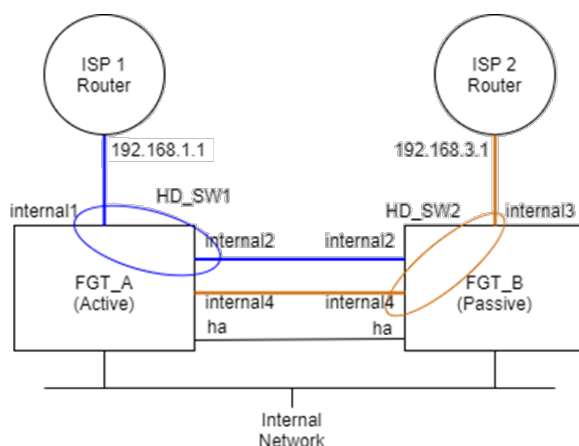 ISP 1
Router
ISP 2
Router
192.168.1.1
192.168.3.1
HD_SW1
HD_SW2
internal1
internal3
internal2
internal2
FGT_A
(Active)
FGT_B
(Passive)
internal4
internal4
ha
ha
Internal
Network